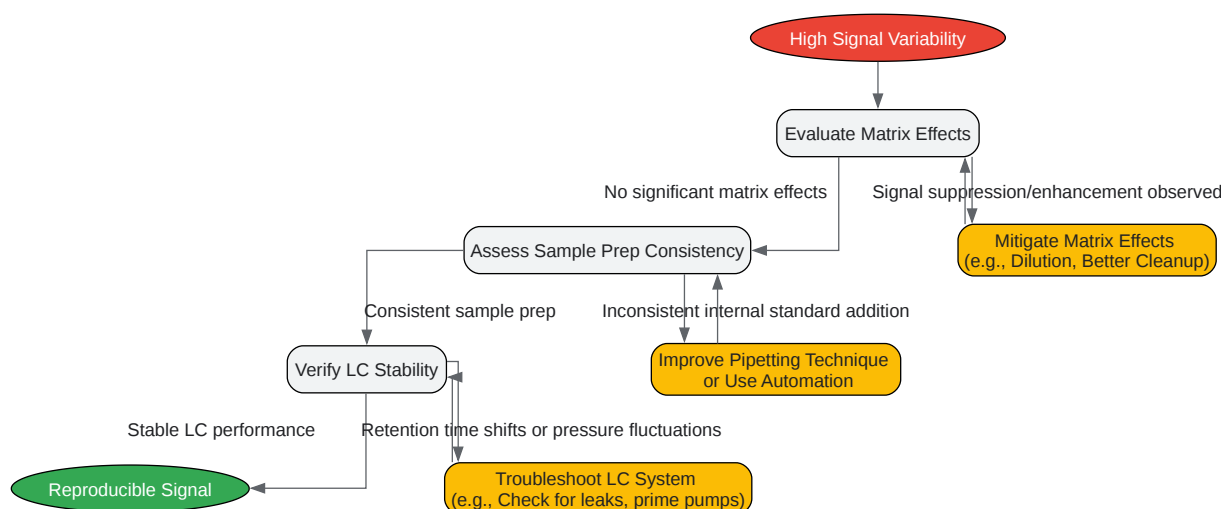 High Signal Variability
Evaluate Matrix Effects
No significant matrix effects
Signal suppression/enhancement observed
Assess Sample Prep Consistency
Mitigate Matrix Effects
(e.g., Dilution, Better Cleanup)
Consistent sample prep
Inconsistent internal standard addition
Verify LC Stability
Improve Pipetting Technique
or Use Automation
Stable LC performance
Retention time shifts or pressure fluctuations
Reproducible Signal
Troubleshoot LC System
(e.g., Check for leaks, prime pumps)